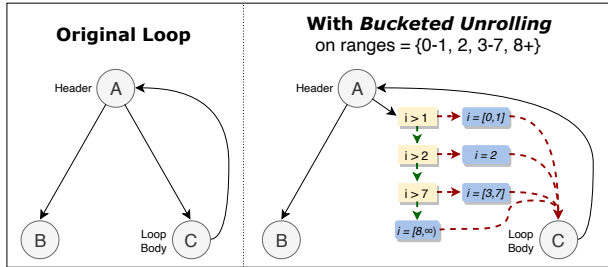 Original Loop
Header
A
B
C
Loop
Body
With Bucketed Unrolling
on ranges = {0-1, 2, 3-7, 8+}
Header
A
i > 1
i = [0,1]
i > 2
i = 2
i > 7
i = [3,7]
i = [8,∞)
B
C
Loop
Body